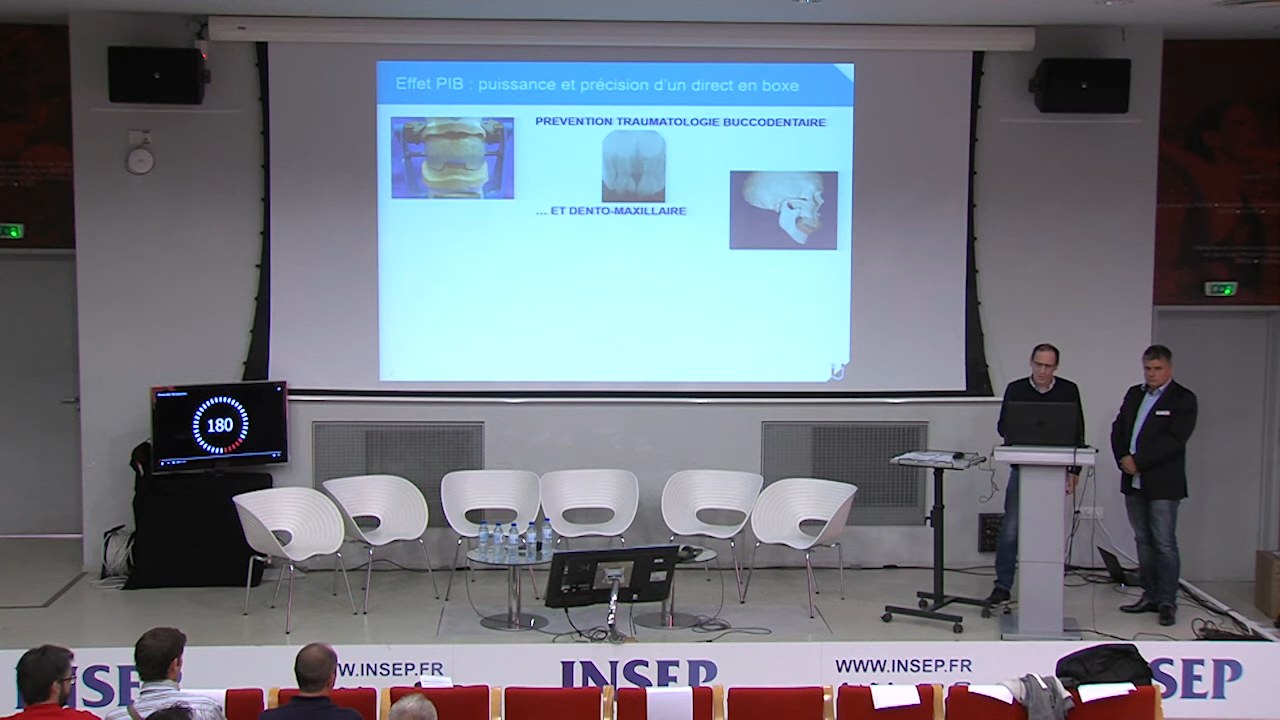 Effet PIB : puissance et précision d'un direct en boxe
PREVENTION TRAUMATOLOGIE BUCCODENTAIRE
... ET DENTO-MAXILLAIRE
180
WWW.INSEP.FR
INSEP
WWW.INSEP.FR